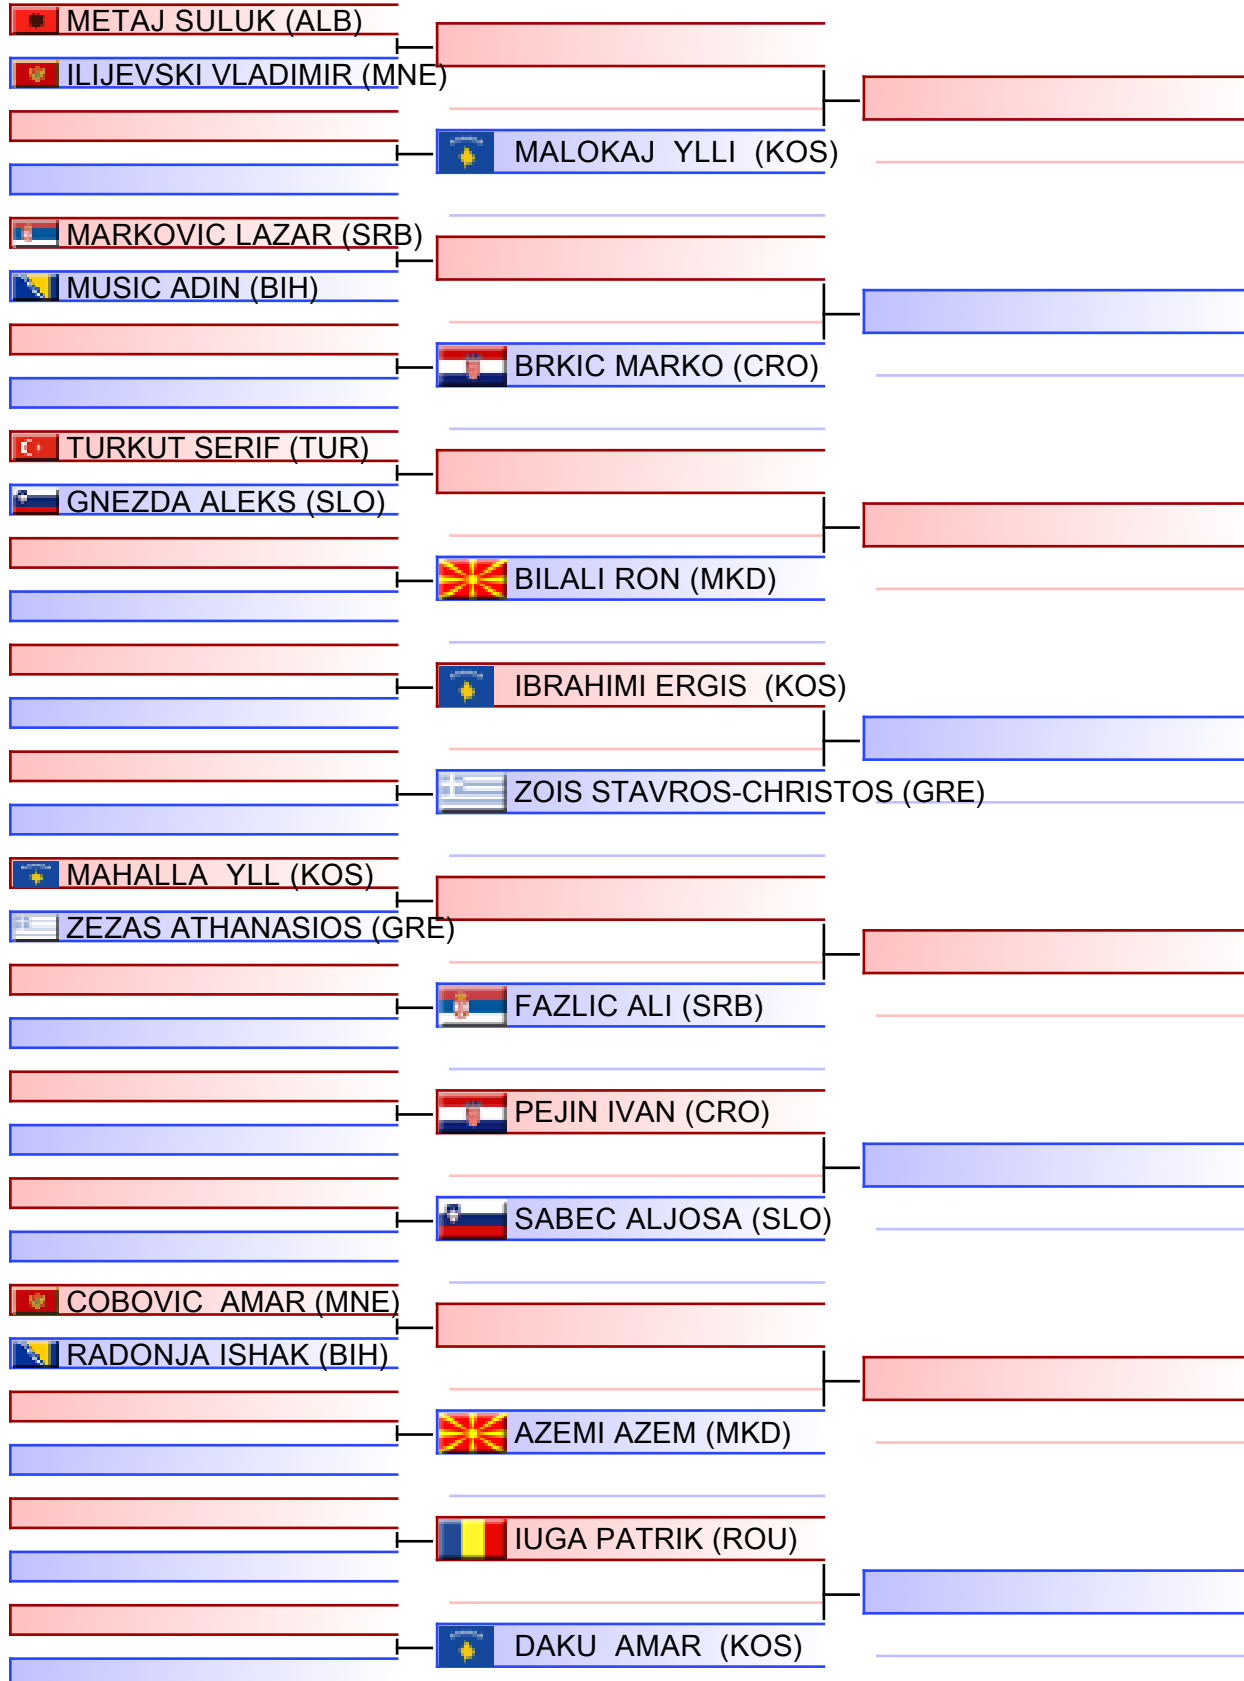 METAJ SULUK (ALB)
ILIJEVSKI VLADIMIR (MNE)
MALOKAJ  YLLI  (KOS)
MARKOVIC LAZAR (SRB)
MUSIC ADIN (BIH)
BRKIC MARKO (CRO)
TURKUT SERIF (TUR)
GNEZDA ALEKS (SLO)
BILALI RON (MKD)
IBRAHIMI ERGIS  (KOS)
ZOIS STAVROS-CHRISTOS (GRE)
MAHALLA  YLL (KOS)
ZEZAS ATHANASIOS (GRE)
FAZLIC ALI (SRB)
PEJIN IVAN (CRO)
SABEC ALJOSA (SLO)
COBOVIC  AMAR (MNE)
RADONJA ISHAK (BIH)
AZEMI AZEM (MKD)
IUGA PATRIK (ROU)
DAKU  AMAR  (KOS)